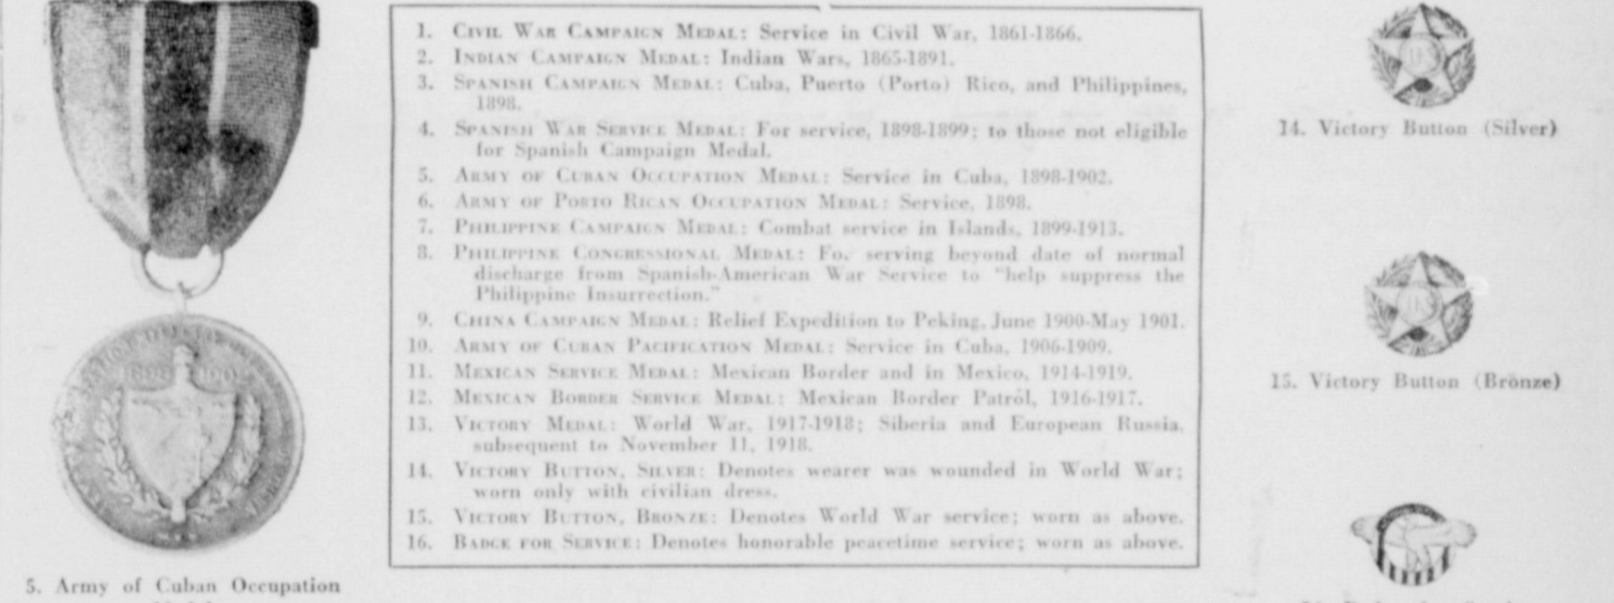 1. CIVIL WAR CAMPAIGN MEDAL: Service in Civil War, 1861-1866.
2. INDIAN CAMPAIGN MEDAL: Indian Wars, 1865-1891.
3. SPANISH CAMPAIGN MEDAL: Cuba, Puerto (Porto) Rico, and Philippines,
1898.
4. SPANISH WAR SERVICE MEDAL: For service, 1898-1899; to those not eligible
for Spanish Campaign Medal.
5. ARMY OF CUBAN OCCUPATION MEDAL: Service in Cuba, 1898-1902.
6. ARMY OF PORTO RICAN OCCUPATION MEDAL: Service, 1898.
7. PHILIPPINE CAMPAIGN MEDAL: Combat service in Islands, 1899-1913.
8. PHILIPPINE CONGRESSIONAL MEDAL: Fo. serving beyond date of normal
discharge from Spanish-American War Service to "help suppress the
Philippine Insurrection."
9. CHINA CAMPAIGN MEDAL: Relief Expedition to Peking, June 1900-May 1901.
10. ARMY OF CUBAN PACIFICATION MEDAL: Service in Cuba, 1906-1909.
11. MEXICAN SERVICE MEDAL: Mexican Border and in Mexico, 1914-1919.
12. MEXICAN BORDER SERVICE MEDAL: Mexican Border Patrol, 1916-1917.
13. VICTORY MEDAL: World War, 1917-1918; Siberia and European Russia,
subsequent to November 11, 1918.
14. VICTORY BUTTON, SILVER: Denotes wearer was wounded in World War;
worn only with civilian dress.
15. VICTORY BUTTON, BRONZE: Denotes World War service; worn as above.
16. BADGE FOR SERVICE: Denotes honorable peacetime service; worn as above.
5. Army of Cuban Occupation
US
14. Victory Button (Silver)
US
15. Victory Button (Bronze)